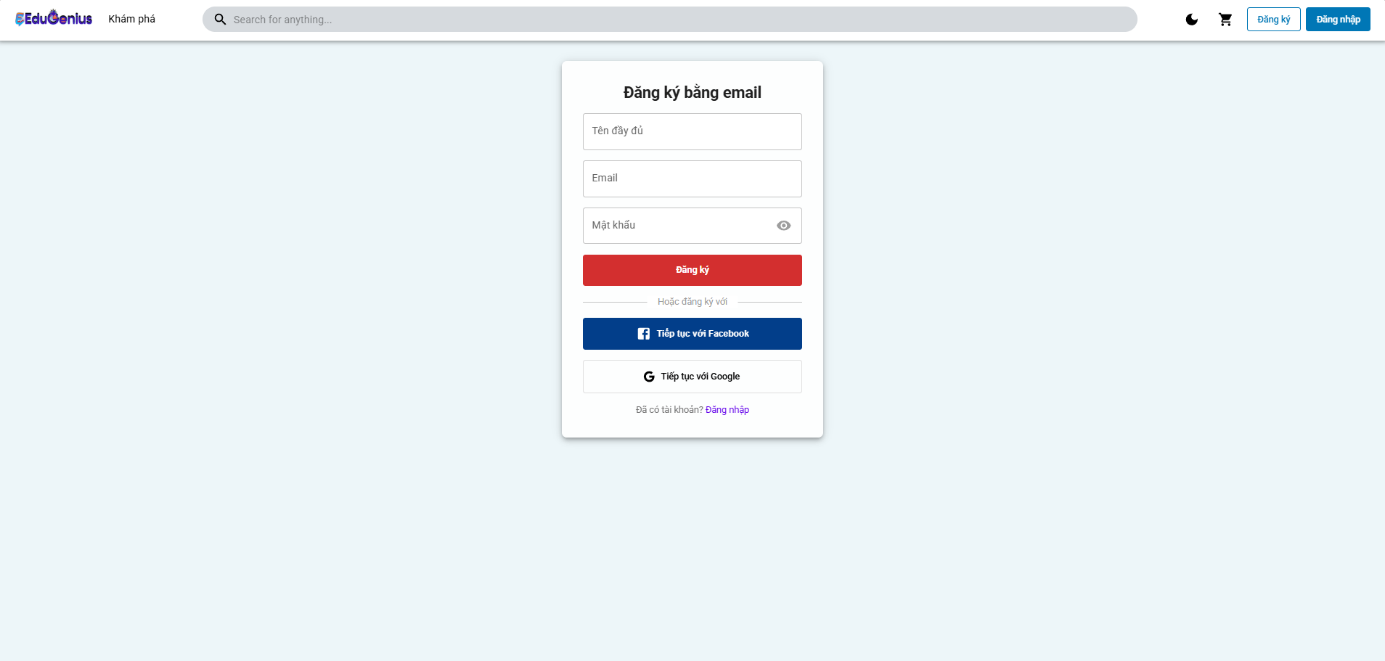 EduGenius
Khám phá
Search for anything...
Đăng ký
Đăng nhập
Đăng ký bằng email
Tên đầy đủ
Email
Mật khẩu
Đăng ký
Hoặc đăng ký với
Tiếp tục với Facebook
Tiếp tục với Google
Đã có tài khoản? Đăng nhập